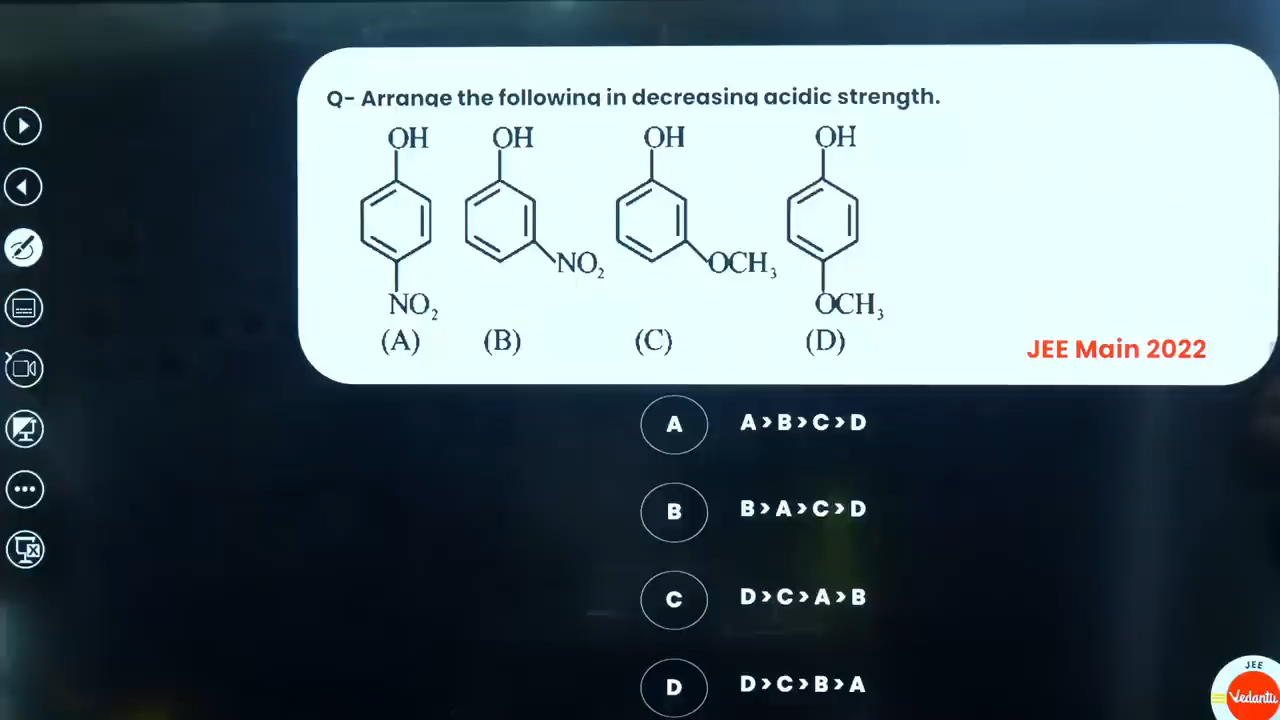 Q- Arrange the following in decreasing acidic strength.
OH OH OH OH
NO2 OCH3
NO2 OCH3
(A) (B) (C) (D)
JEE Main 2022
A A > B > C > D
B B > A > C > D
C D > C > A > B
D D > C > B > A
JEE
Vedantu